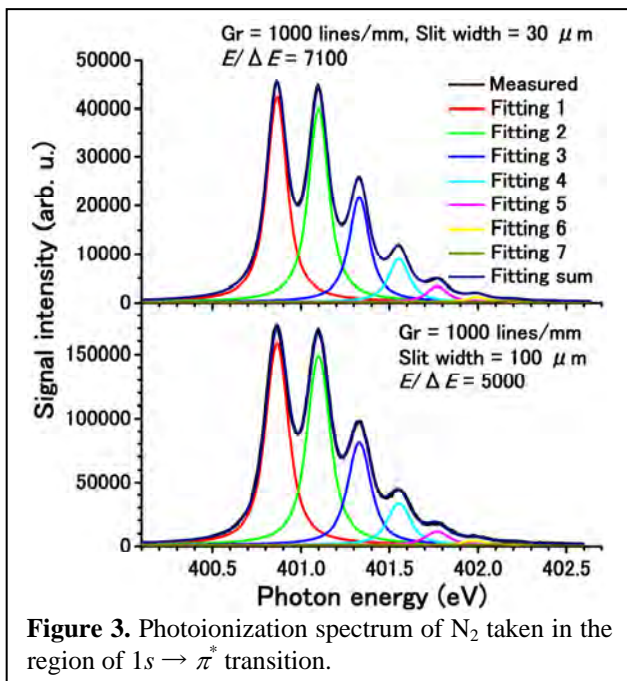 Gr = 1000 lines/mm, Slit width = 30 μm
E/ΔE = 7100
50000
40000
30000
20000
10000
0
Measured
Fitting 1
Fitting 2
Fitting 3
Fitting 4
Fitting 5
Fitting 6
Fitting 7
Fitting sum
Signal intensity (arb. u.)
Gr = 1000 lines/mm
Slit width = 100 μm
E/ΔE = 5000
150000
100000
50000
0
400.5 401.0 401.5 402.0 402.5
Photon energy (eV)
Figure 3. Photoionization spectrum of N₂ taken in the
region of 1s → π* transition.